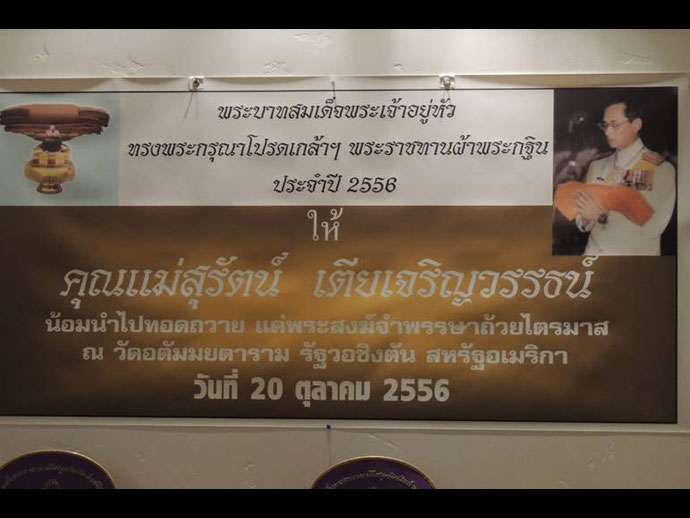 พระบาทสมเด็จพระเจ้าอยู่หัว
ทรงพระกรุณาโปรดเกล้าฯ พระราชทานผ้าพระกฐิน
ประจำปี 2556
ให้
คุณแม่สุรัตน์ เตียเจริญวรรธน์
น้อมนำไปทอดถวาย แด่พระสงฆ์จำพรรษาถ้วยไตรมาส
ณ วัดอตัมมยตาราม รัฐวอชิงตัน สหรัฐอเมริกา
วันที่ 20 ตุลาคม 2556